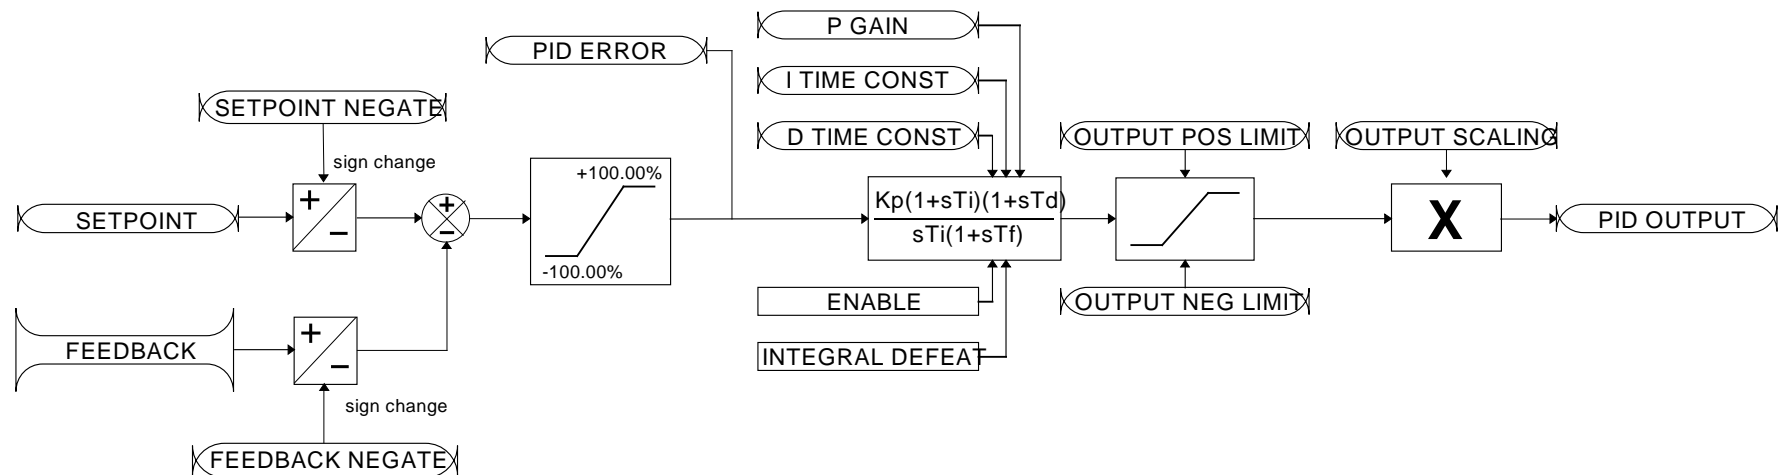 P GAIN
PID ERROR
I TIME CONST
SETPOINT NEGATE
D TIME CONST
OUTPUT POS LIMIT
OUTPUT SCALING
sign change
+100.00%
+
-
SETPOINT
+
-
Kp(1+sTi)(1+sTd)
sTi(1+sTf)
X
PID OUTPUT
-100.00%
ENABLE
OUTPUT NEG LIMIT
FEEDBACK
+
-
INTEGRAL DEFEAT
sign change
FEEDBACK NEGATE